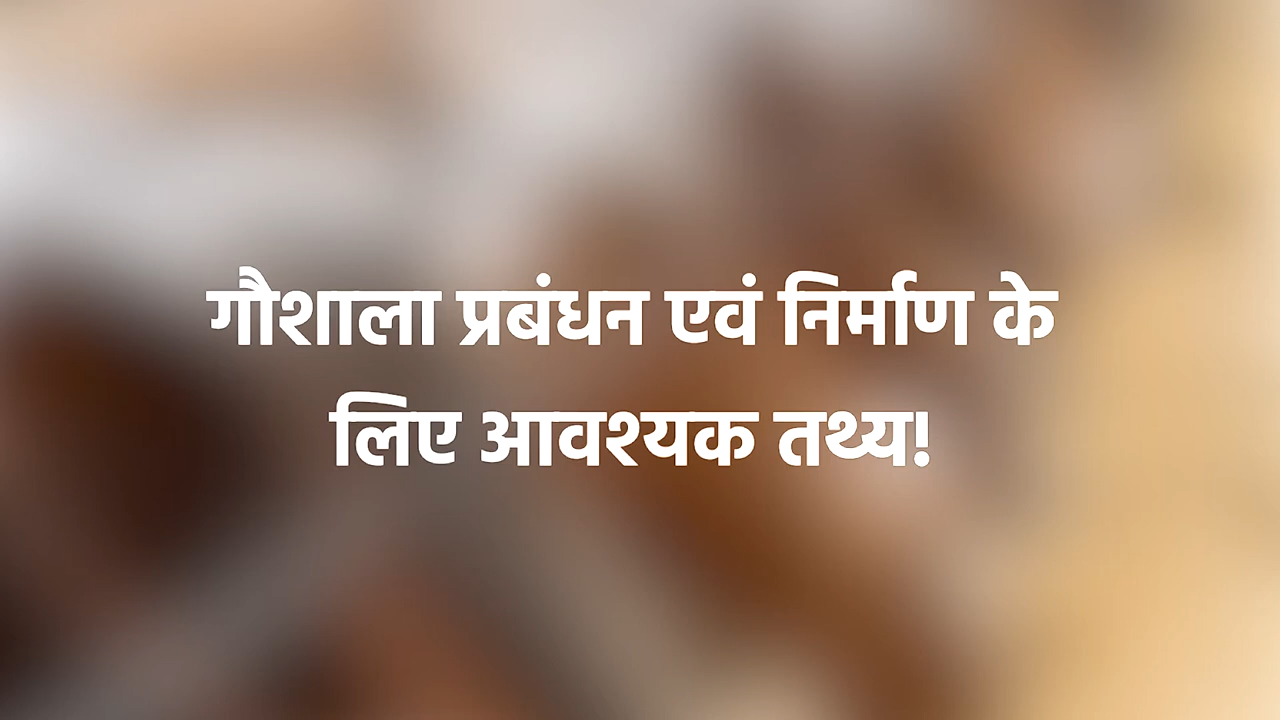 गौशाला प्रबंधन एवं निर्माण के
लिए आवश्यक तथ्य!